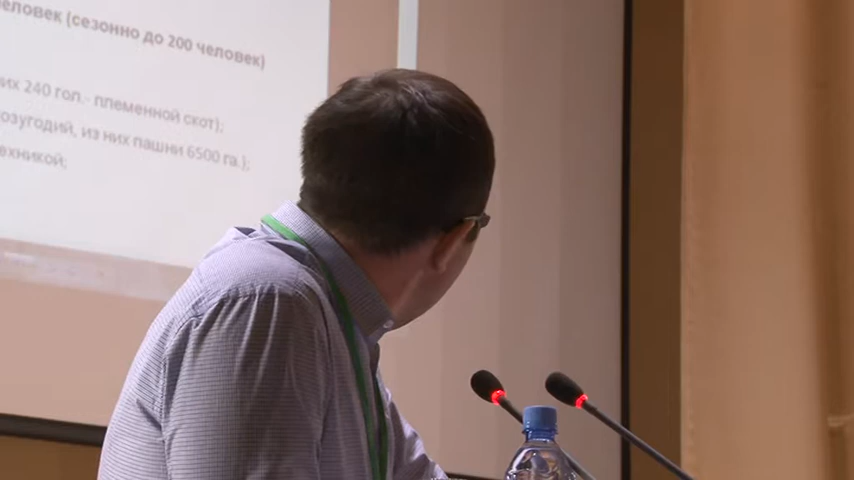 человек (сезонно до 200 человек)
их 240 гол.- племенной скот);
озугодий, из них пашни 6500 га.);
ехникой;